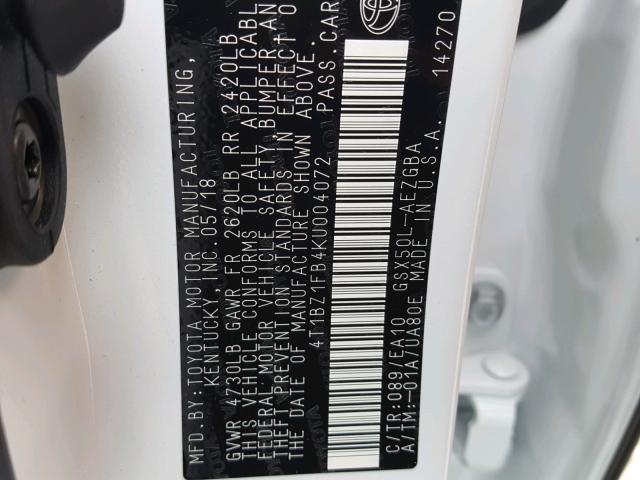 MFD.BY:TOYOTA MOTOR MANUFACTURING,
KENTUCKY, INC. 05/18
GVWR 4730LB GAWR FR 2620LB RR 2420LB
THIS VEHICLE CONFORMS TO ALL APPLICABL
FEDERAL MOTOR VEHICLE SAFETY, BUMPER, AN
THEFT PREVENTION STANDARDS IN EFFECT O
THE DATE OF MANUFACTURE SHOWN ABOVE.
4T1BZ1FB4KU004072 PASS.CAR
C/TR:089/EA10 GSX50L-AEZGBA
A/TM:-01A/UA80E MADE IN U.S.A. 14270